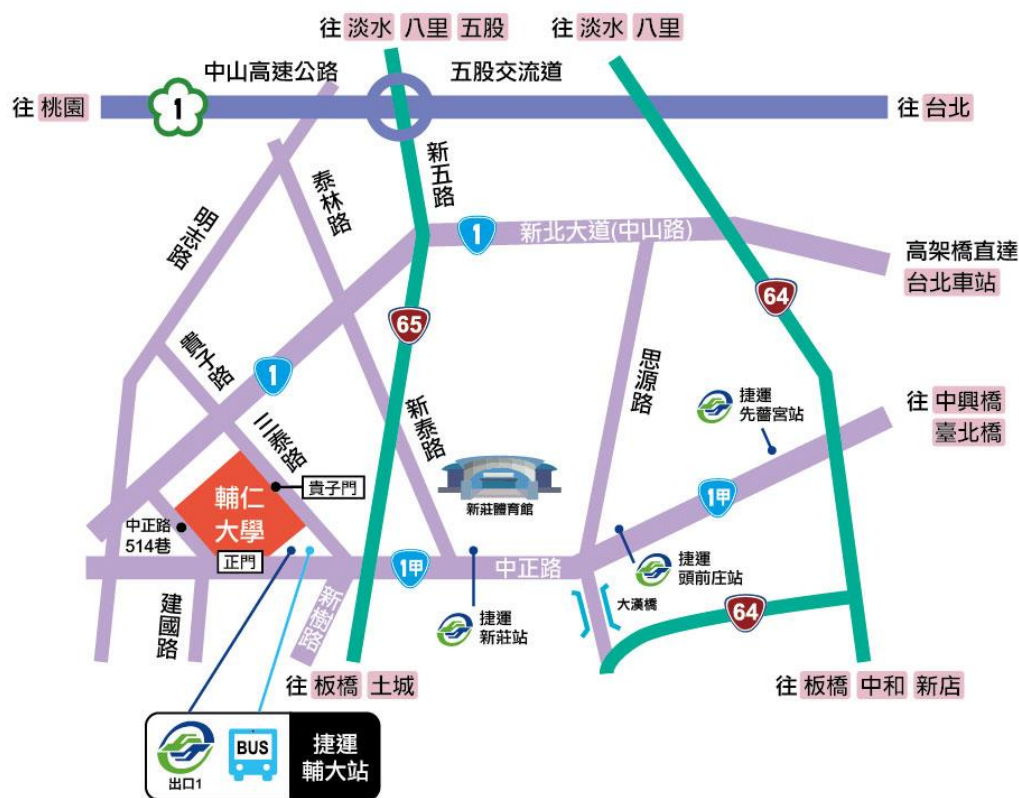 往 淡水 八里 五股
往 淡水 八里
中山高速公路
五股交流道
往 桃園
1
往 台北
新五路
泰林路
明志路
1
新北大道(中山路)
高架橋直達
台北車站
65
64
貴子路
1
思源路
捷運
先嗇宮站
往 中興橋
臺北橋
三泰路
新泰路
貴子門
輔仁
大學
新莊體育館
1甲
中正路
514巷
正門
1甲
中正路
捷運
頭前庄站
建國路
新樹路
捷運
新莊站
大漢橋
64
往 板橋 土城
往 板橋 中和 新店
BUS
出口1
捷運
輔大站